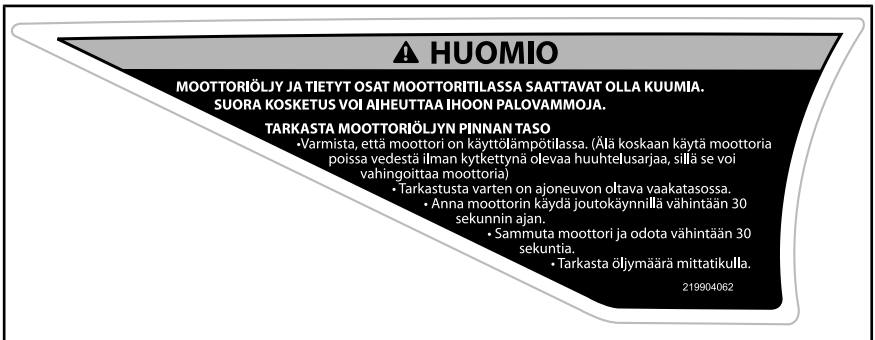 ⚠ HUOMIO
MOOTTORIÖLJY JA TIETYT OSAT MOOTTORITILASSA SAATTAVAT OLLA KUUMIA.
SUORA KOSKETUS VOI AIHEUTTAA IHOON PALOVAMMOJA.
TARKASTA MOOTTORIÖLJYN PINNAN TASO
•Varmista, että moottori on käyttölämpötilassa. (Älä koskaan käytä moottoria
poissa vedestä ilman kytkettynä olevaa huuhtelusarjaa, sillä se voi
vahingoittaa moottoria)
• Tarkastusta varten on ajoneuvon oltava vaakatasossa.
• Anna moottorin käydä joutokäynnillä vähintään 30
sekunnin ajan.
• Sammuta moottori ja odota vähintään 30
sekuntia.
• Tarkasta öljymäärä mittatikulla.
219904062